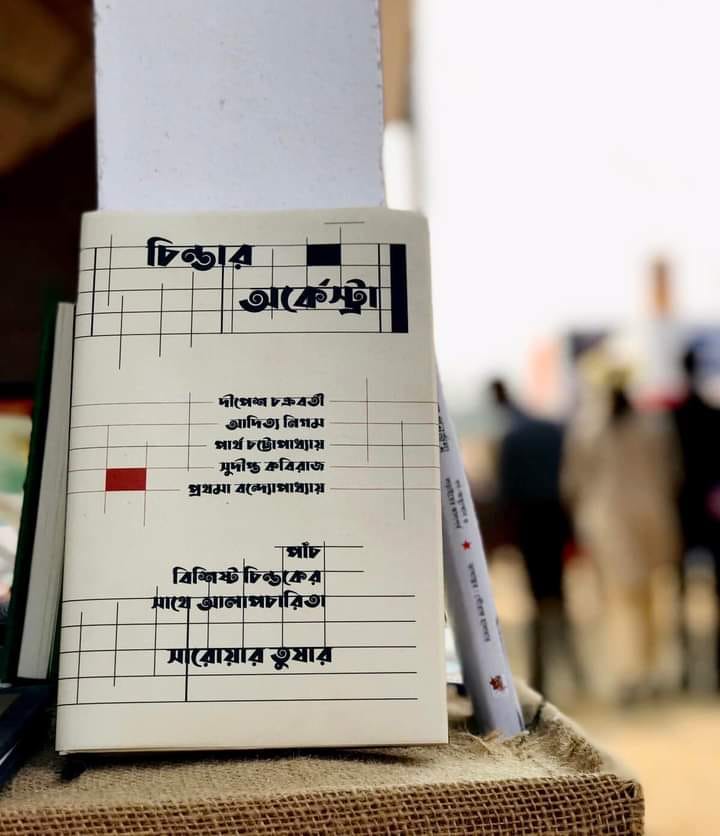 চিন্তার
অর্কেস্ট্রা
দীপেশ চক্রবর্তী
আদিত্য নিগম
পার্থ চট্টোপাধ্যায়
সুদীপ্ত কবিরাজ
প্রথমা বন্দ্যোপাধ্যায়
পাঁচ
বিশিষ্ট চিন্তকের
সাথে আলাপচারিতা
সারোয়ার তুষার